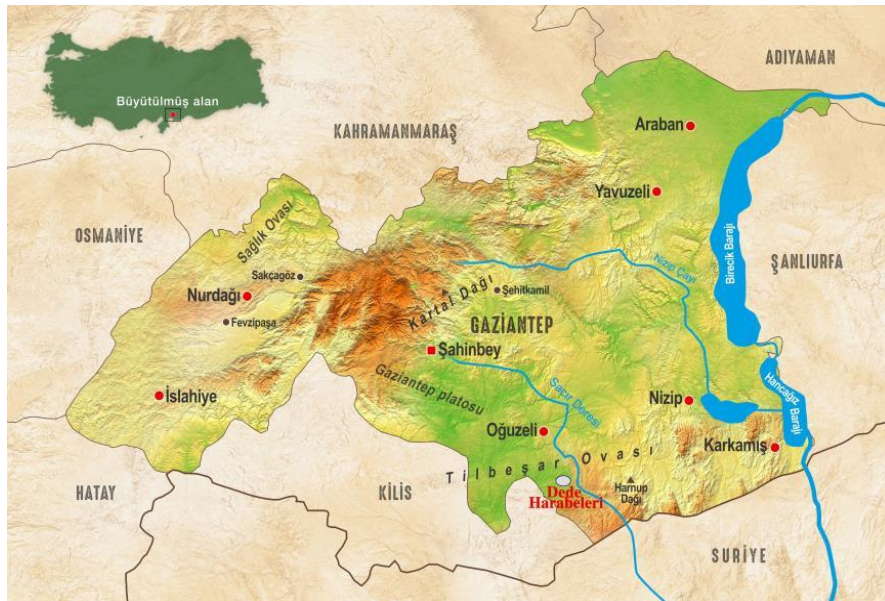 Büyütülmüş alan
ADIYAMAN
KAHRAMANMARAŞ
Araban
Yavuzeli
OSMANİYE
Sağlık Ovası
Birecik Barajı
ŞANLIURFA
Nizip Çayı
Sakçagöz
Nurdağı
Şehitkamil
Kartal Dağı
Fevzipaşa
GAZİANTEP
Şahinbey
Gaziantep platosu
Hancağız Barajı
İslahiye
Saçır Deresi
Nizip
Oğuzeli
Karkamış
Tilbeşar Ovası
HATAY
KİLİS
Dede
Harabeleri
Hamup
Dağı
SURİYE